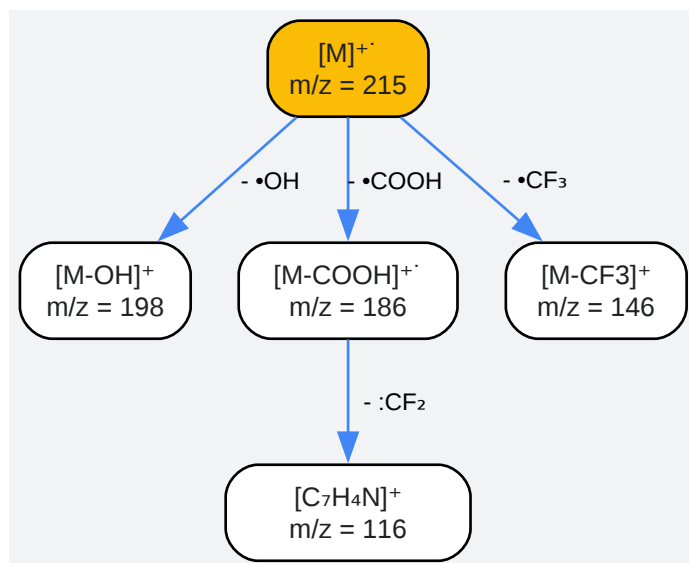 [M]⁺˙
m/z = 215
- •OH
- •COOH
- •CF₃
[M-OH]⁺
m/z = 198
[M-COOH]⁺˙
m/z = 186
[M-CF3]⁺
m/z = 146
- :CF₂
[C₇H₄N]⁺
m/z = 116